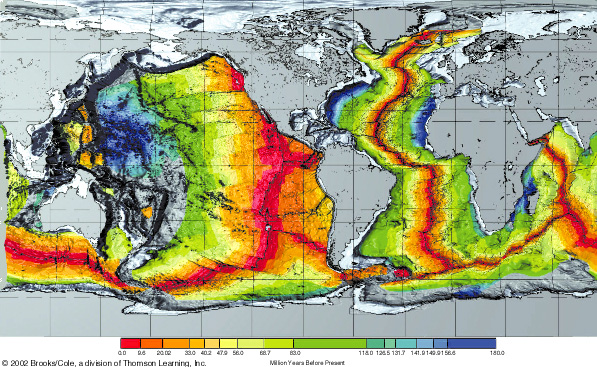 0.0 9.6 20.02 33.0 40.2 47.9 56.0 68.7 83.0 118.0 126.5 131.7 141.9 149.9 156.6 180.0
© 2002 Brooks/Cole, a division of Thomson Learning, Inc. Million Years Before Present